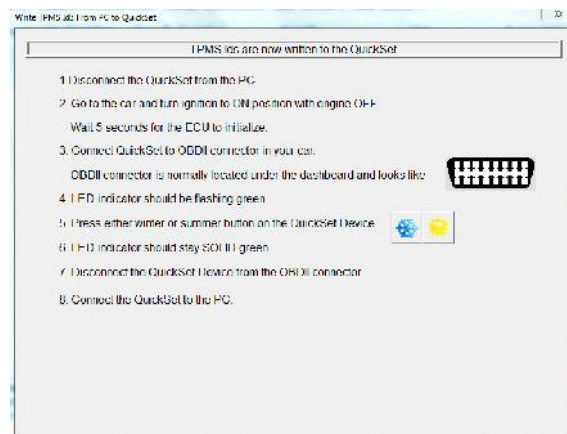 Write TPMS Ids From PC to QuickSet
TPMS Ids are now written to the QuickSet
1. Disconnect the QuickSet from the PC
2. Go to the car and turn ignition to ON position with engine OFF
Wait 5 seconds for the ECU to initialize.
3. Connect QuickSet to OBDII connector in your car.
OBDII connector is normally located under the dashboard and looks like
4. LED indicator should be flashing green
5. Press either winter or summer button on the QuickSet Device
6. LED indicator should stay SOLID green
7. Disconnect the QuickSet Device from the OBDII connector
8. Connect the QuickSet to the PC.